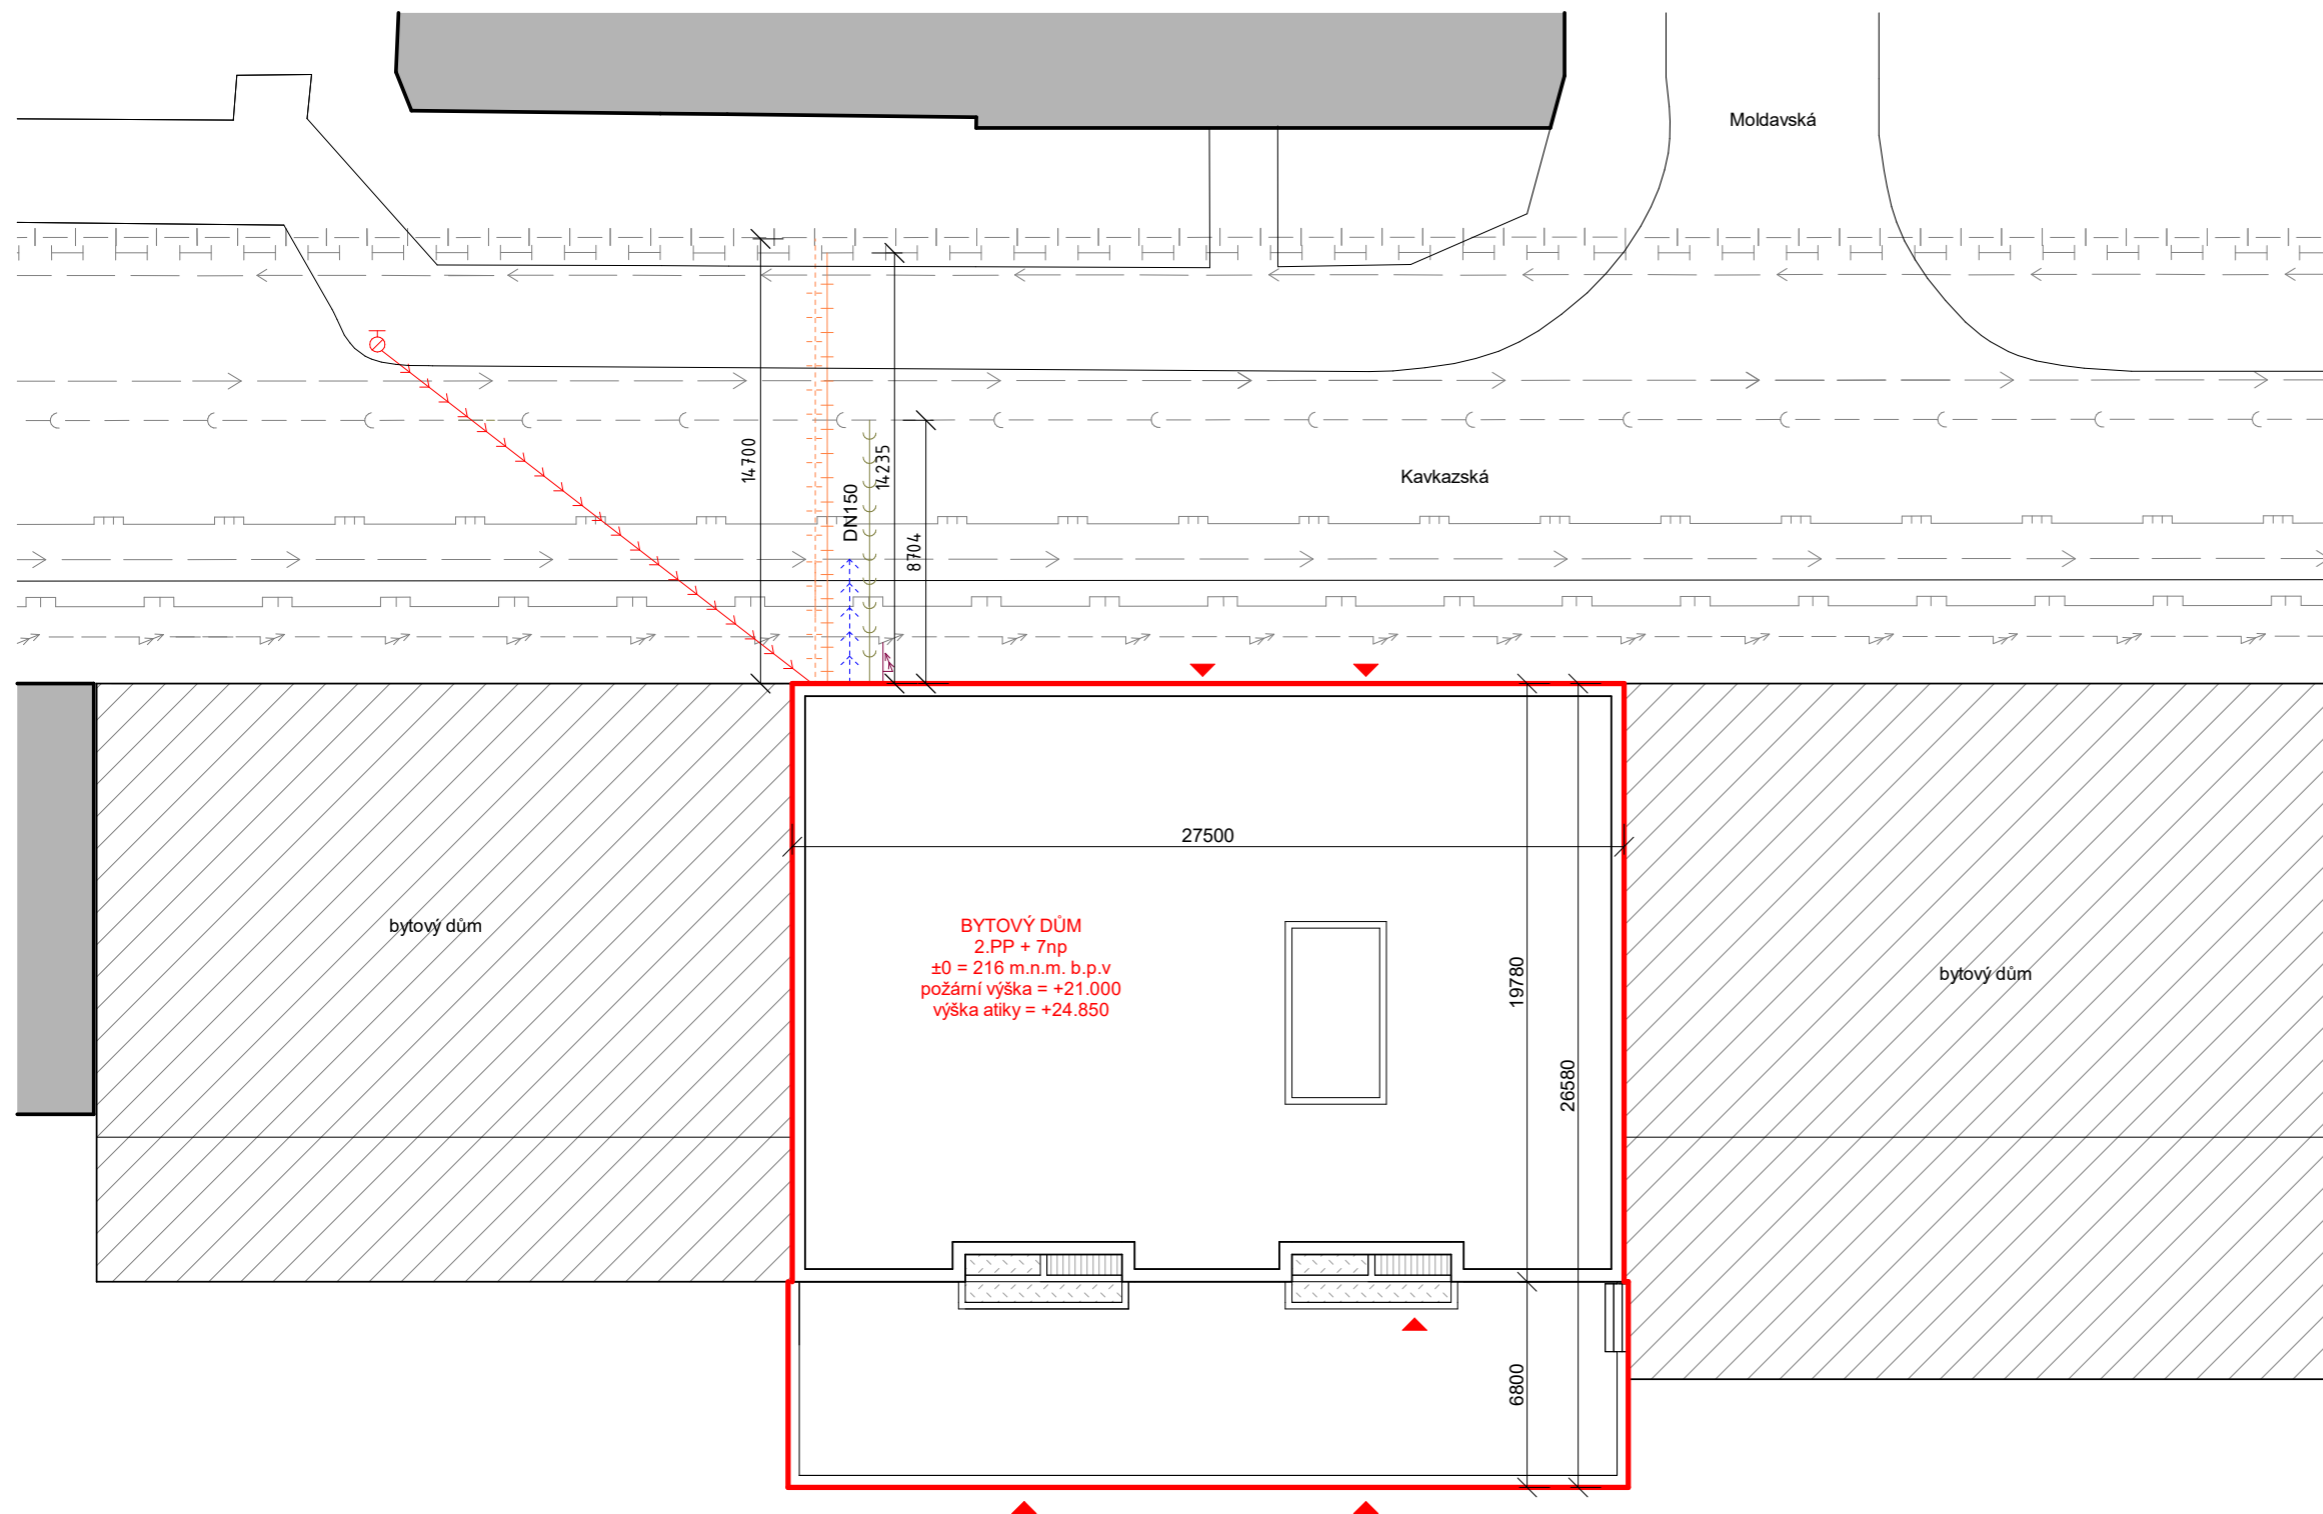 Moldavská
Kavkazská
14700
14235
DN150
8704
27500
bytový dům
BYTOVÝ DŮM
2.PP + 7np
±0 = 216 m.n.m. b.p.v
požární výška = +21.000
výška atiky = +24.850
19780
26580
bytový dům
6800